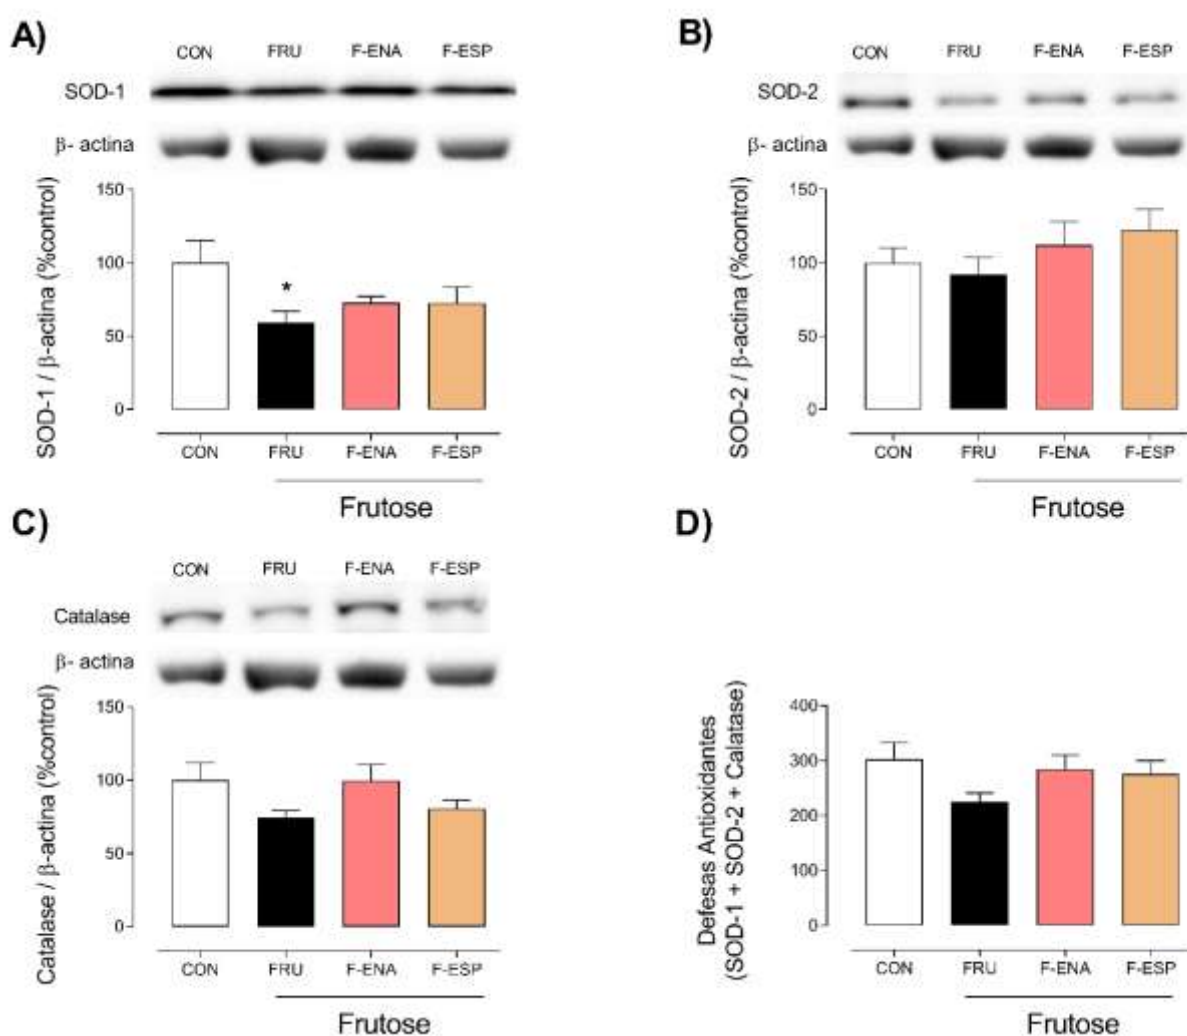 A)
CON FRU F-ENA F-ESP
SOD-1
β- actina
SOD-1 / β-actina (%control)
150
100
50
0
*
CON FRU F-ENA F-ESP
Frutose
B)
CON FRU F-ENA F-ESP
SOD-2
β- actina
SOD-2 / β-actina (%control)
150
100
50
0
CON FRU F-ENA F-ESP
Frutose
C)
CON FRU F-ENA F-ESP
Catalase
β- actina
Catalase / β-actina (%control)
150
100
50
0
CON FRU F-ENA F-ESP
Frutose
D)
Defesas Antioxidantes
(SOD-1 + SOD-2 + Calatase)
400
300
200
100
0
CON FRU F-ENA F-ESP
Frutose